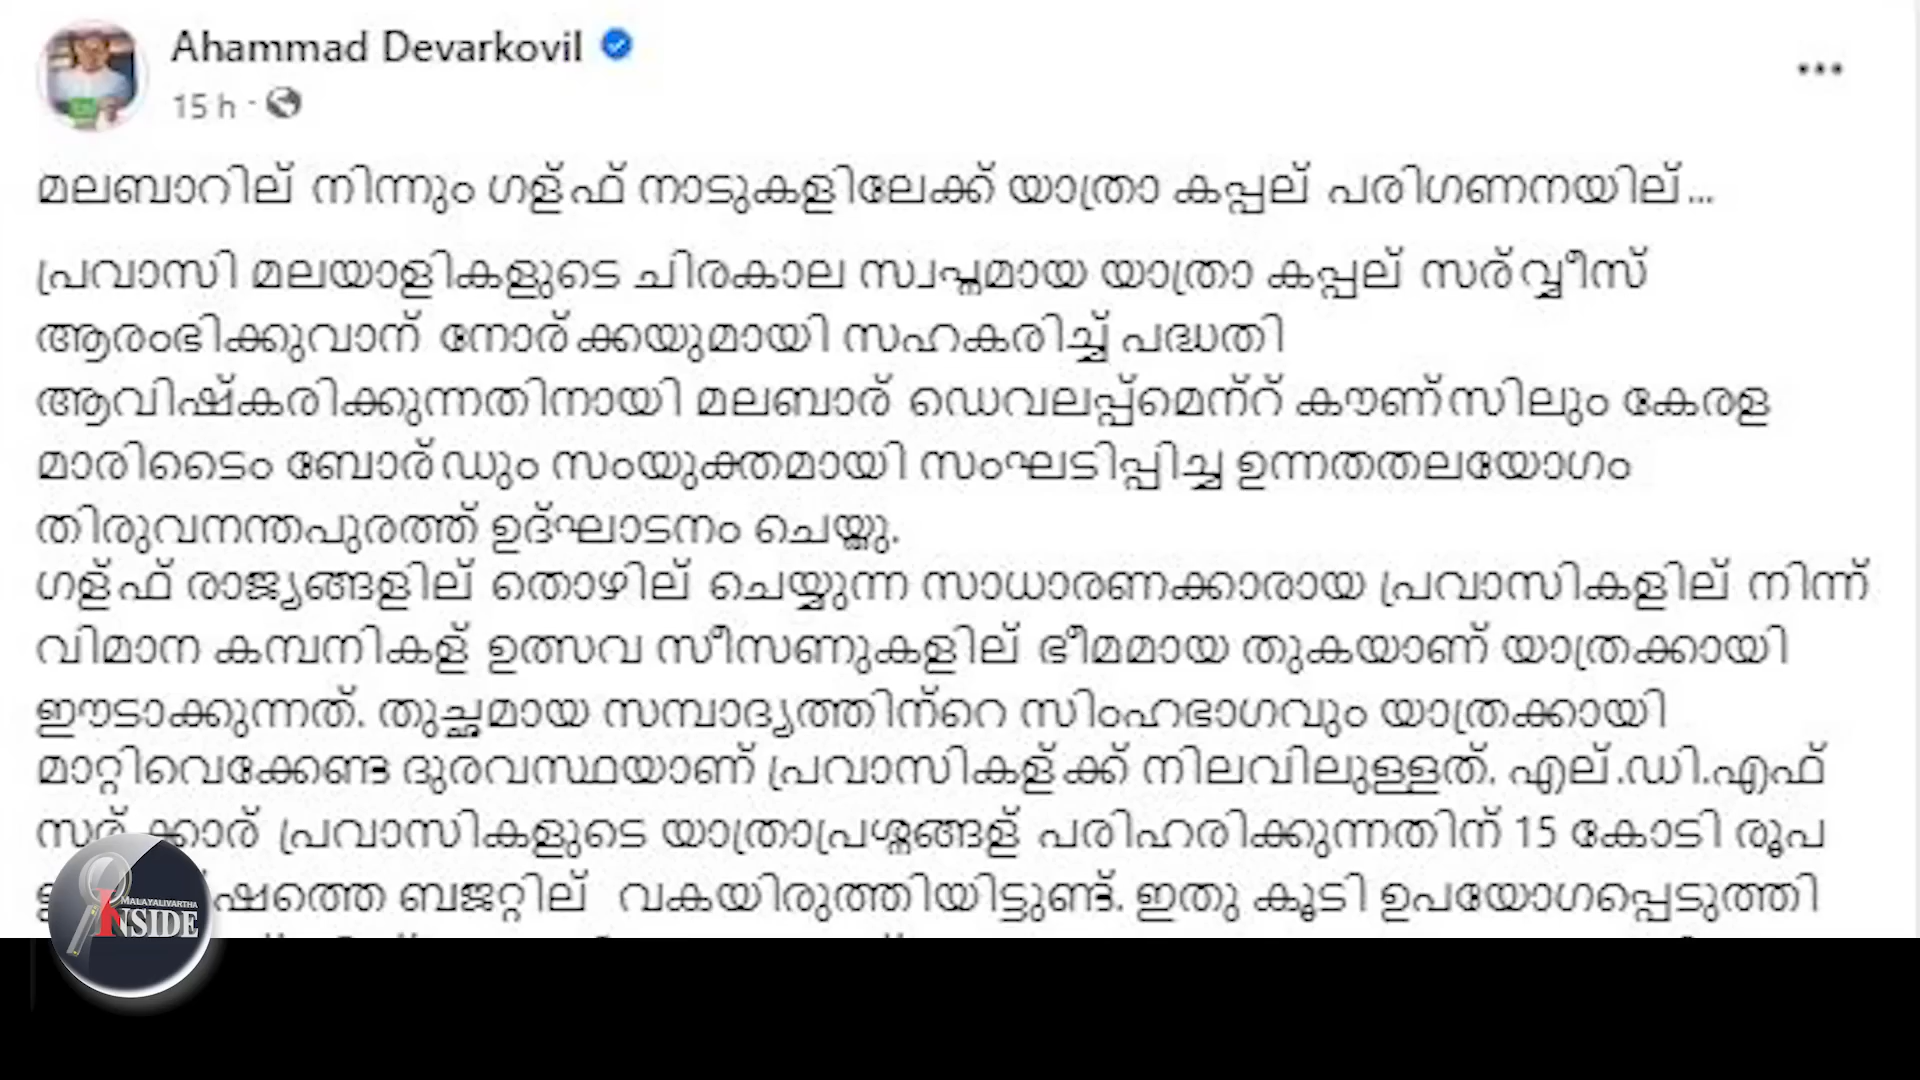 Ahammad Devarkovil
15 h ·
മലബാറില് നിന്നും ഗള്ഫ് നാടുകളിലേക്ക് യാത്രാ കപ്പല് പരിഗണനയില്...
പ്രവാസി മലയാളികളുടെ ചിരകാല സ്വപ്നമായ യാത്രാ കപ്പല് സര്വ്വീസ്
ആരംഭിക്കുവാന് നോര്ക്കയുമായി സഹകരിച്ച് പദ്ധതി
ആവിഷ്കരിക്കുന്നതിനായി മലബാര് ഡെവലപ്പ്മെന്റ് കൗണ്സിലും കേരള
മാരിടൈം ബോര്ഡും സംയുക്തമായി സംഘടിപ്പിച്ച ഉന്നതതലയോഗം
തിരുവനന്തപുരത്ത് ഉദ്ഘാടനം ചെയ്തു.
ഗള്ഫ് രാജ്യങ്ങളില് തൊഴില് ചെയ്യുന്ന സാധാരണക്കാരായ പ്രവാസികളില് നിന്ന്
വിമാന കമ്പനികള് ഉത്സവ സീസണുകളില് ഭീമമായ തുകയാണ് യാത്രക്കായി
ഈടാക്കുന്നത്. തുച്ഛമായ സമ്പാദ്യത്തിന്റെ സിംഹഭാഗവും യാത്രക്കായി
മാറ്റിവെക്കേണ്ട ദുരവസ്ഥയാണ് പ്രവാസികള്ക്ക് നിലവിലുള്ളത്. എല്.ഡി.എഫ്
സര്ക്കാര് പ്രവാസികളുടെ യാത്രാപ്രശ്നങ്ങള് പരിഹരിക്കുന്നതിന് 15 കോടി രൂപ
ബജറ്റില് വകയിരുത്തിയിട്ടുണ്ട്. ഇതു കൂടി ഉപയോഗപ്പെടുത്തി
MALAYALIVARTHA
INSIDE